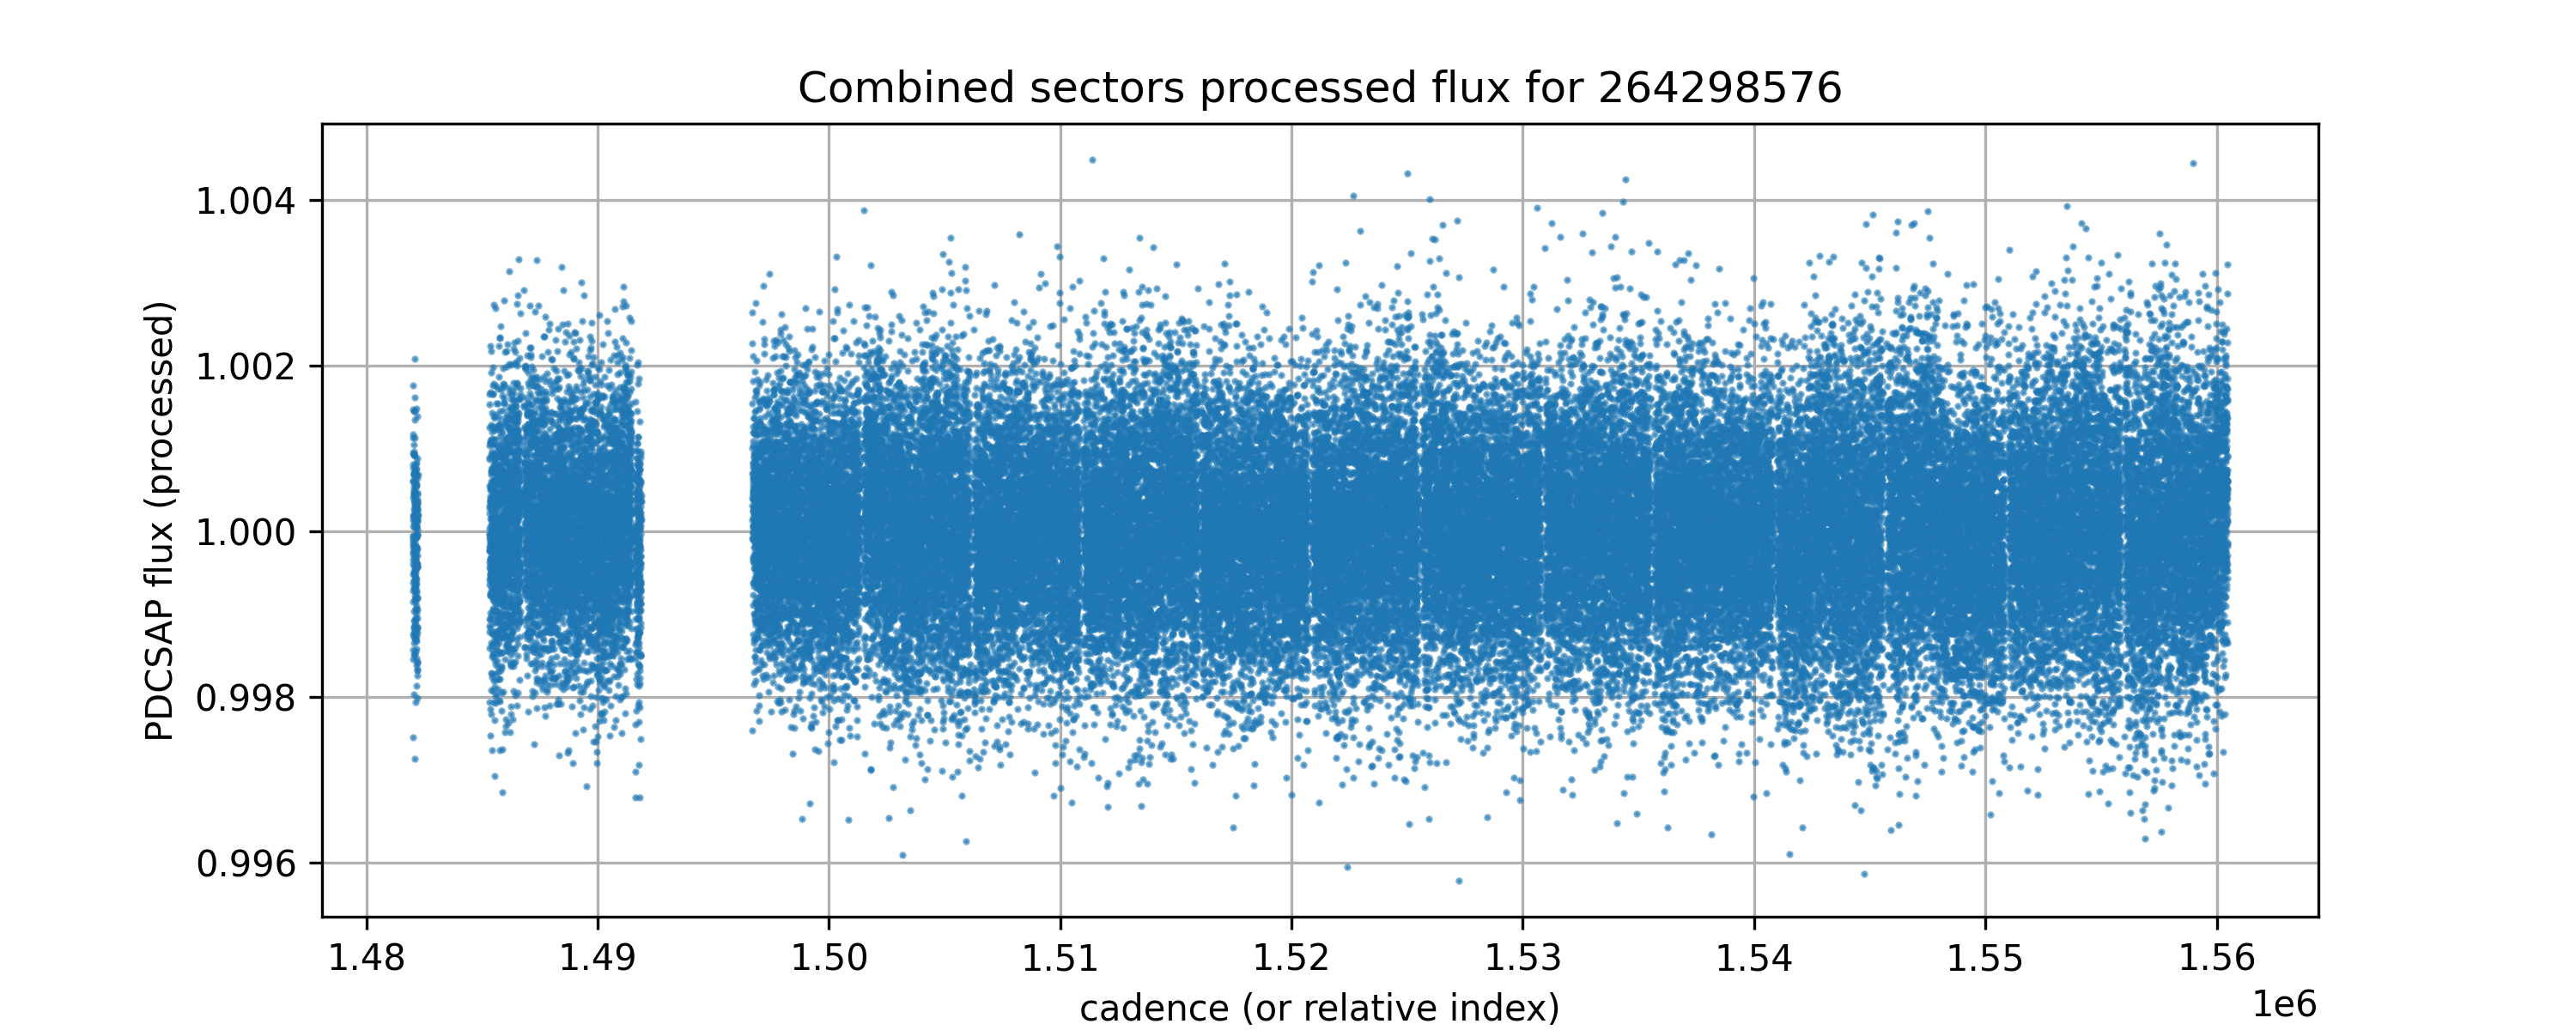 Combined sectors processed flux for 264298576
PDCSAP flux (processed)
1.004
1.002
1.000
0.998
0.996
1.48 1.49 1.50 1.51 1.52 1.53 1.54 1.55 1.56
1e6
cadence (or relative index)